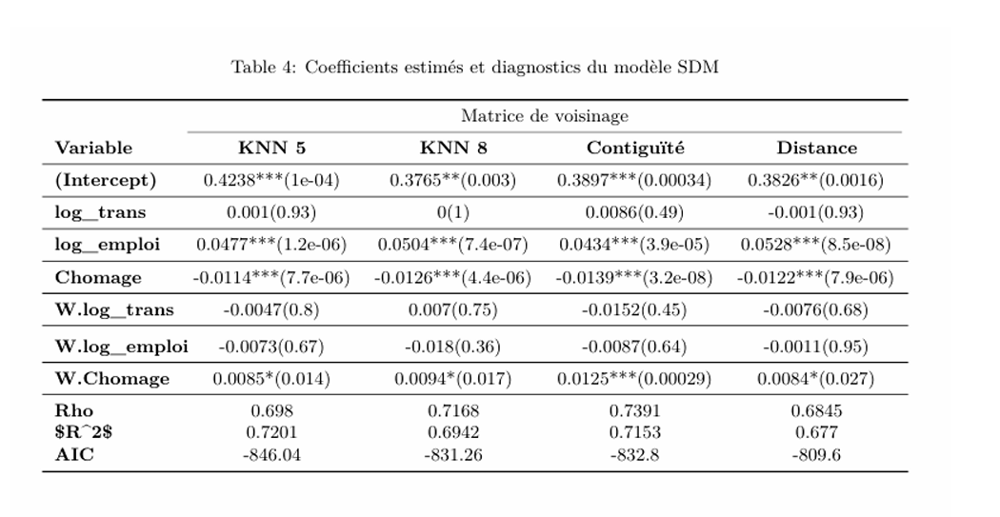 Table 4: Coefficients estimés et diagnostics du modèle SDM
Matrice de voisinage
Variable KNN 5 KNN 8 Contiguïté Distance
(Intercept) 0.4238***(1e-04) 0.3765**(0.003) 0.3897***(0.00034) 0.3826**(0.0016)
log_trans 0.001(0.93) 0(1) 0.0086(0.49) -0.001(0.93)
log_emploi 0.0477***(1.2e-06) 0.0504***(7.4e-07) 0.0434***(3.9e-05) 0.0528***(8.5e-08)
Chomage -0.0114***(7.7e-06) -0.0126***(4.4e-06) -0.0139***(3.2e-08) -0.0122***(7.9e-06)
W.log_trans -0.0047(0.8) 0.007(0.75) -0.0152(0.45) -0.0076(0.68)
W.log_emploi -0.0073(0.67) -0.018(0.36) -0.0087(0.64) -0.0011(0.95)
W.Chomage 0.0085*(0.014) 0.0094*(0.017) 0.0125***(0.00029) 0.0084*(0.027)
Rho 0.698 0.7168 0.7391 0.6845
$R^2$ 0.7201 0.6942 0.7153 0.677
AIC -846.04 -831.26 -832.8 -809.6